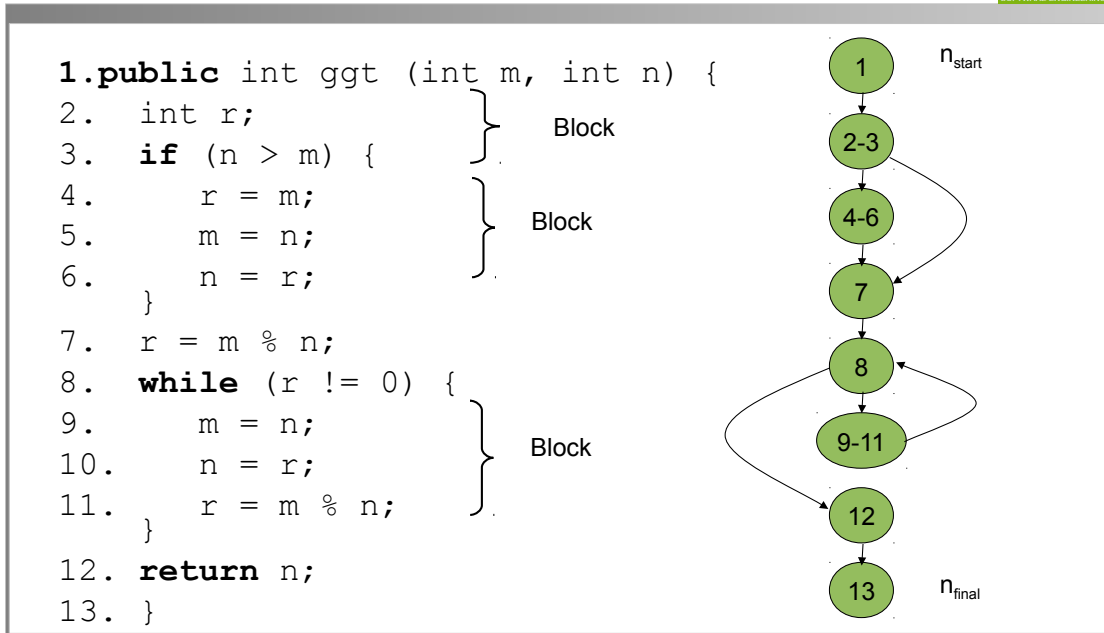 1.public int ggt (int m, int n) {
2. int r;
3. if (n > m) {
4. r = m;
5. m = n;
6. n = r;
}
7. r = m % n;
8. while (r != 0) {
9. m = n;
10. n = r;
11. r = m % n;
}
12. return n;
13. }
Block
Block
Block
1
nstart
2-3
4-6
7
8
9-11
12
13
nfinal